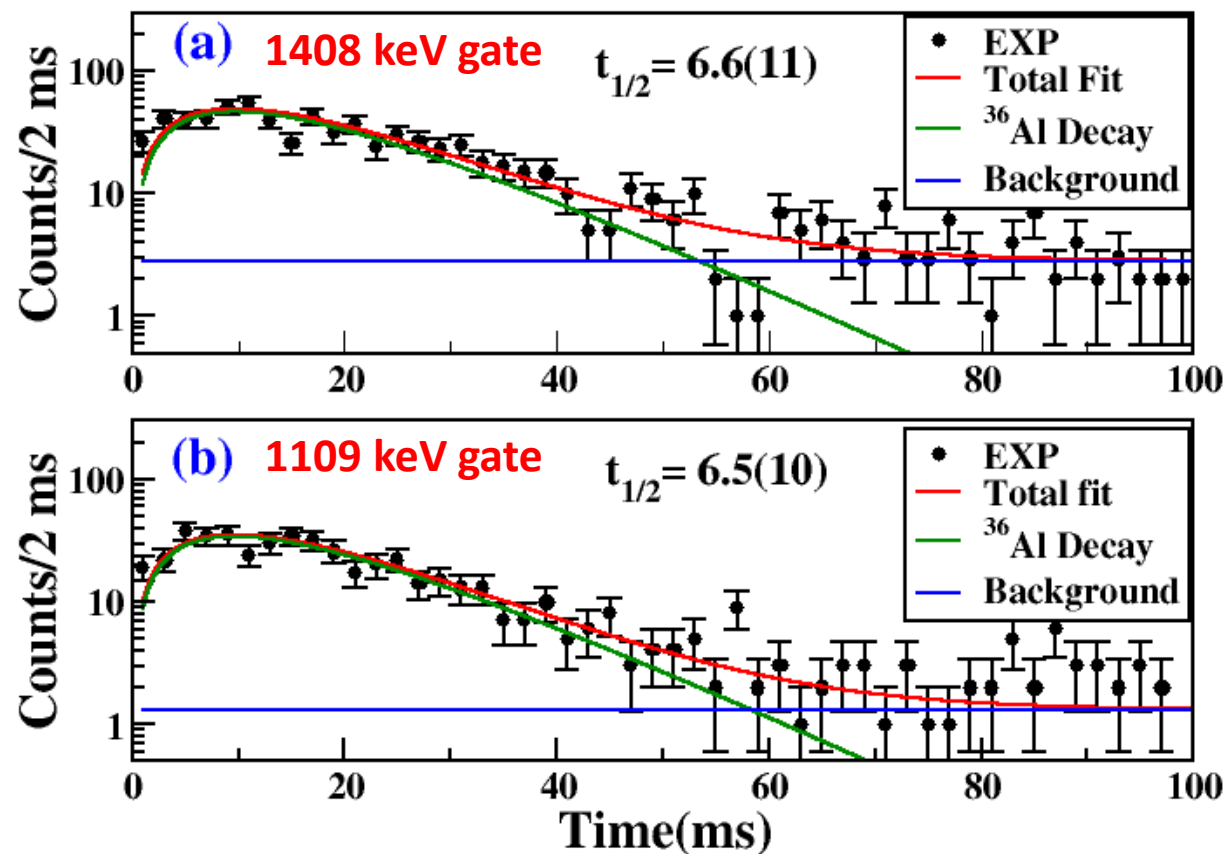 (a) 1408 keV gate
t1/2= 6.6(11)
EXP
Total Fit
36Al Decay
Background
Counts/2 ms
100
10
1
0 20 40 60 80 100
(b) 1109 keV gate
t1/2= 6.5(10)
EXP
Total fit
36Al Decay
Background
Counts/2 ms
100
10
1
0 20 40 60 80 100
Time(ms)